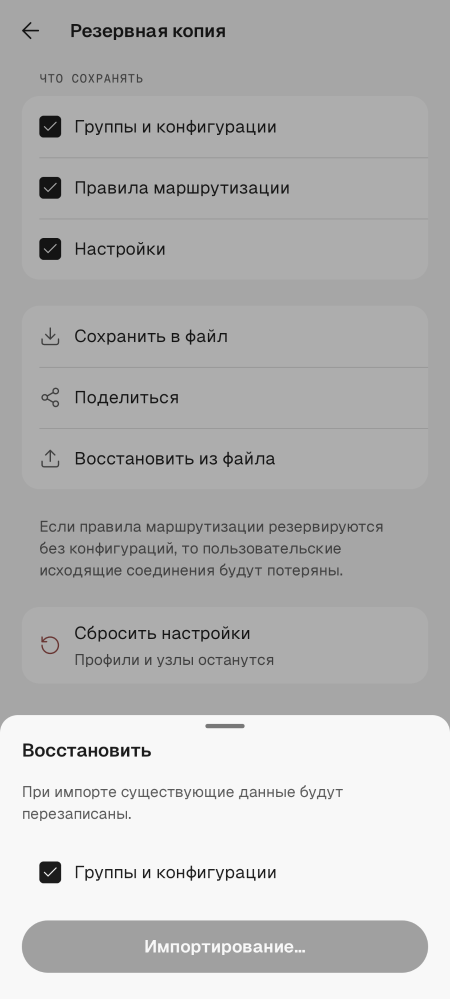 Резервная копия
ЧТО СОХРАНЯТЬ
Группы и конфигурации
Правила маршрутизации
Настройки
Сохранить в файл
Поделиться
Восстановить из файла
Если правила маршрутизации резервируются
без конфигураций, то пользовательские
исходящие соединения будут потеряны.
Сбросить настройки
Профили и узлы останутся
Восстановить
При импорте существующие данные будут
перезаписаны.
Группы и конфигурации
Импортирование…